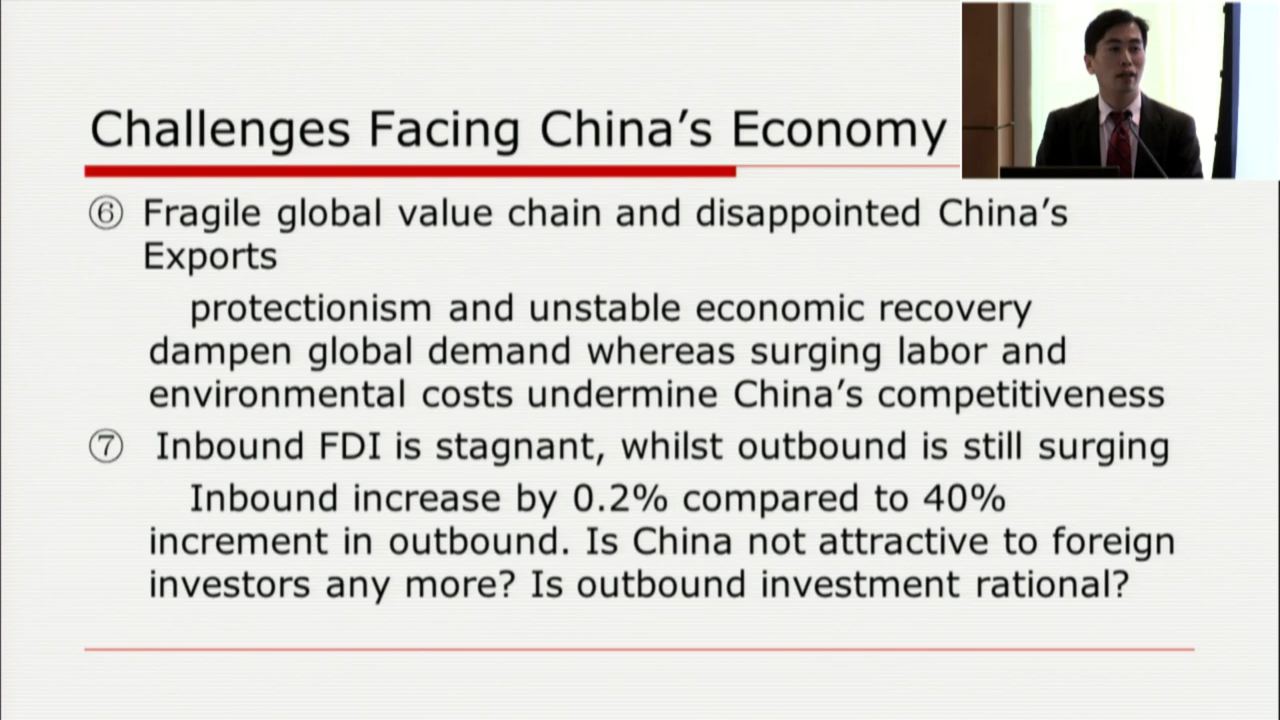 Challenges Facing China’s Economy
⑥ Fragile global value chain and disappointed China’s
Exports
protectionism and unstable economic recovery
dampen global demand whereas surging labor and
environmental costs undermine China’s competitiveness
⑦ Inbound FDI is stagnant, whilst outbound is still surging
Inbound increase by 0.2% compared to 40%
increment in outbound. Is China not attractive to foreign
investors any more? Is outbound investment rational?